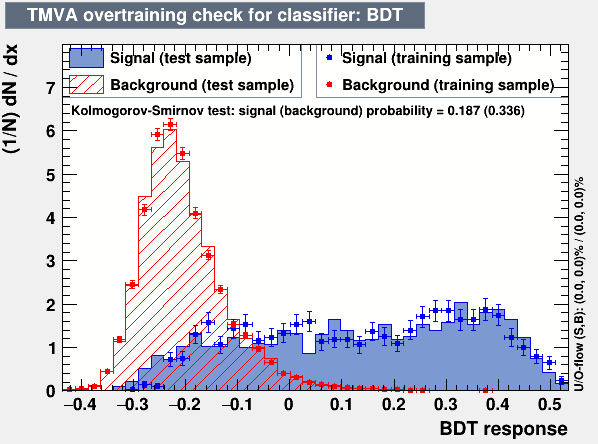 TMVA overtraining check for classifier: BDT
(1/N) dN / dx
Signal (test sample)
Background (test sample)
Signal (training sample)
Background (training sample)
Kolmogorov-Smirnov test: signal (background) probability = 0.187 (0.336)
7
6
5
4
3
2
1
0
−0.4 −0.3 −0.2 −0.1 0 0.1 0.2 0.3 0.4 0.5
BDT response
U/O-flow (S,B): (0.0, 0.0)% / (0.0, 0.0)%